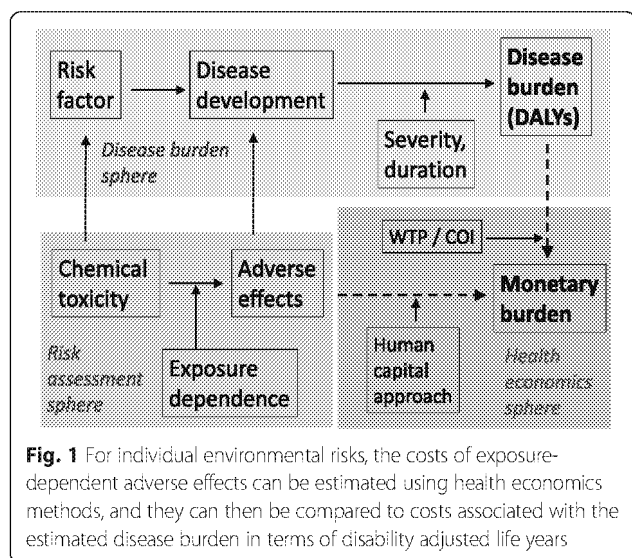 Risk
factor
Disease
development
Disease
burden
(DALYs)
Disease burden
sphere
Severity,
duration
WTP / COI
Chemical
toxicity
Adverse
effects
Monetary
burden
Risk
assessment
sphere
Exposure
dependence
Human
capital
approach
Health
economics
sphere
Fig. 1 For individual environmental risks, the costs of exposure-
dependent adverse effects can be estimated using health economics
methods, and they can then be compared to costs associated with the
estimated disease burden in terms of disability adjusted life years